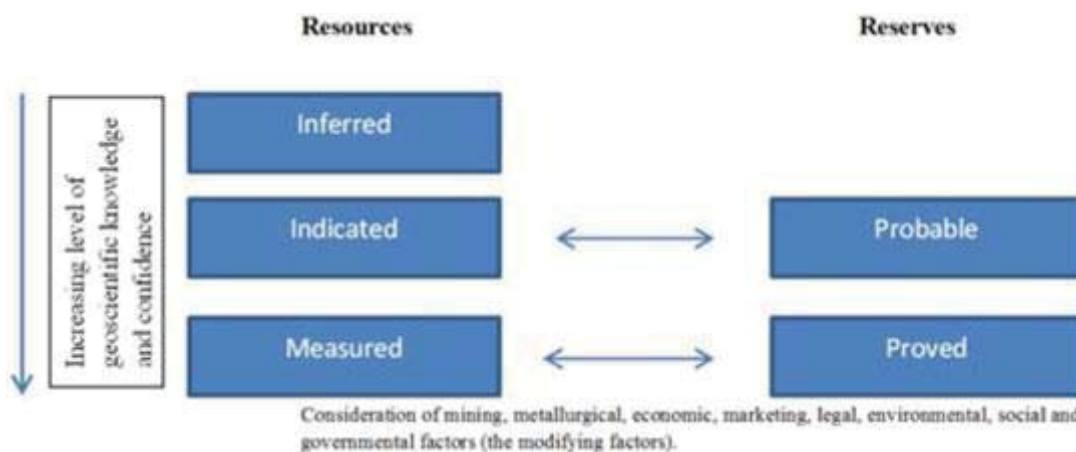 Resources
Reserves
Increasing level of
geoscientific knowledge
and confidence
Inferred
Indicated
Probable
Measured
Proved
Consideration of mining, metallurgical, economic, marketing, legal, environmental, social and
governmental factors (the modifying factors).